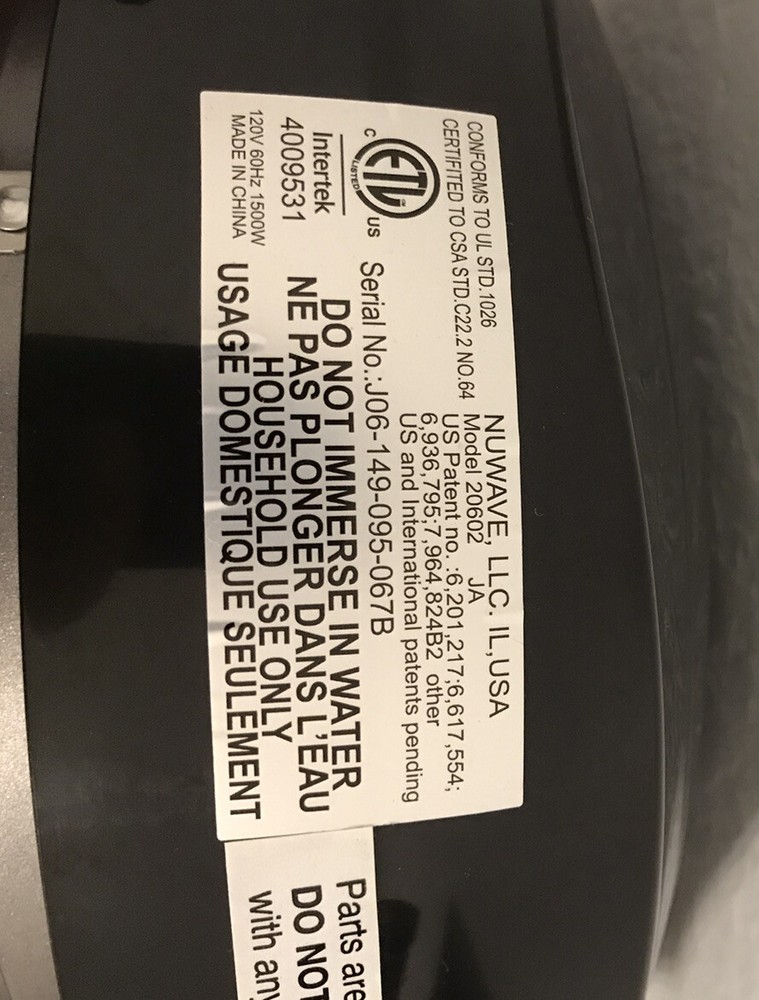 NUWAVE, LLC. IL,USA
Model 20602 JA
US Patent no. :6,201,217;6,617,554;
6,936,795;7,964,824B2 other
US and International patents pending
CONFORMS TO UL STD.1026
CERTIFITED TO CSA STD.C22.2 NO.64
ETL
LISTED
C US
Intertek
4009531
120V 60Hz 1500W
MADE IN CHINA
Serial No.:J06-149-095-067B
DO NOT IMMERSE IN WATER
NE PAS PLONGER DANS L'EAU
HOUSEHOLD USE ONLY
USAGE DOMESTIQUE SEULEMENT
Parts are
DO NOT
with any